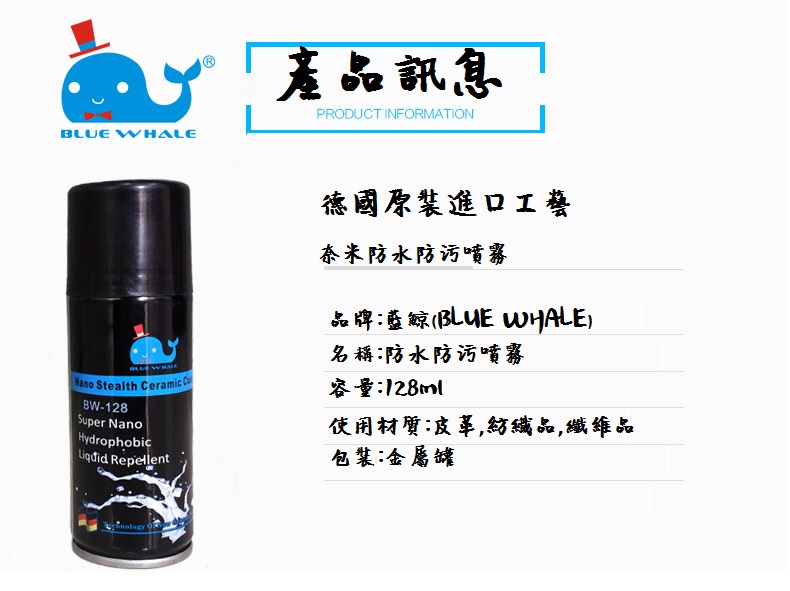 BLUE WHALE
®
產品訊息
PRODUCT INFORMATION
德國原裝進口工藝
奈米防水防污噴霧
品牌:藍鯨(BLUE WHALE)
名稱:防水防污噴霧
容量:128ml
使用材質:皮革,紡織品,纖維品
包裝:金屬罐
BLUE WHALE
Nano Stealth Ceramic
BW-128
Super Nano
Hydrophobic
Liquid Repellent
Technology Of